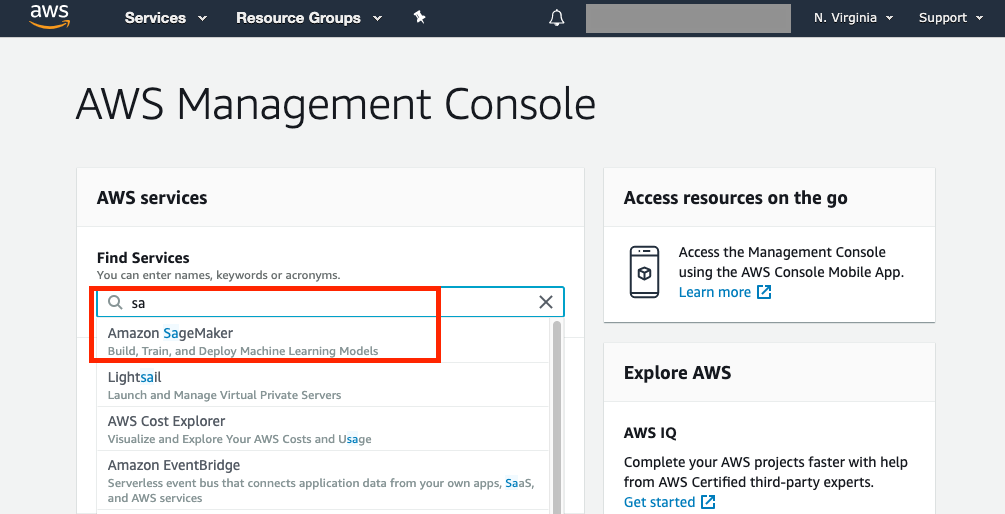 aws Services Resource Groups N. Virginia Support
AWS Management Console
AWS services
Find Services
You can enter names, keywords or acronyms.
sa
Amazon SageMaker
Build, Train, and Deploy Machine Learning Models
Lightsail
Launch and Manage Virtual Private Servers
AWS Cost Explorer
Visualize and Explore Your AWS Costs and Usage
Amazon EventBridge
Serverless event bus that connects application data from your own apps, SaaS,
and AWS services
Access resources on the go
Access the Management Console
using the AWS Console Mobile App.
Learn more
Explore AWS
AWS IQ
Complete your AWS projects faster with help
from AWS Certified third-party experts.
Get started